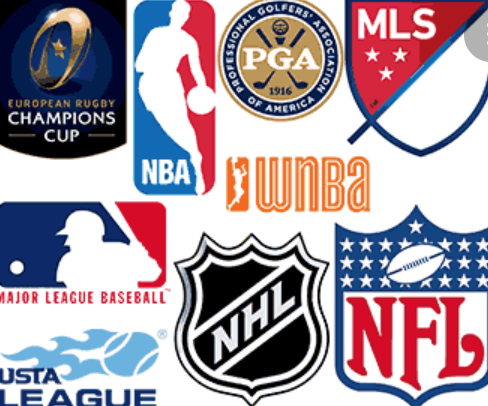 EUROPEAN RUGBY
CHAMPIONS
CUP
NBA
PROFESSIONAL GOLFERS' ASSOCIATION
PGA
1916
OF AMERICA
MLS
WNBA
MAJOR LEAGUE BASEBALL
NHL
NFL
USTA
LEAGUE